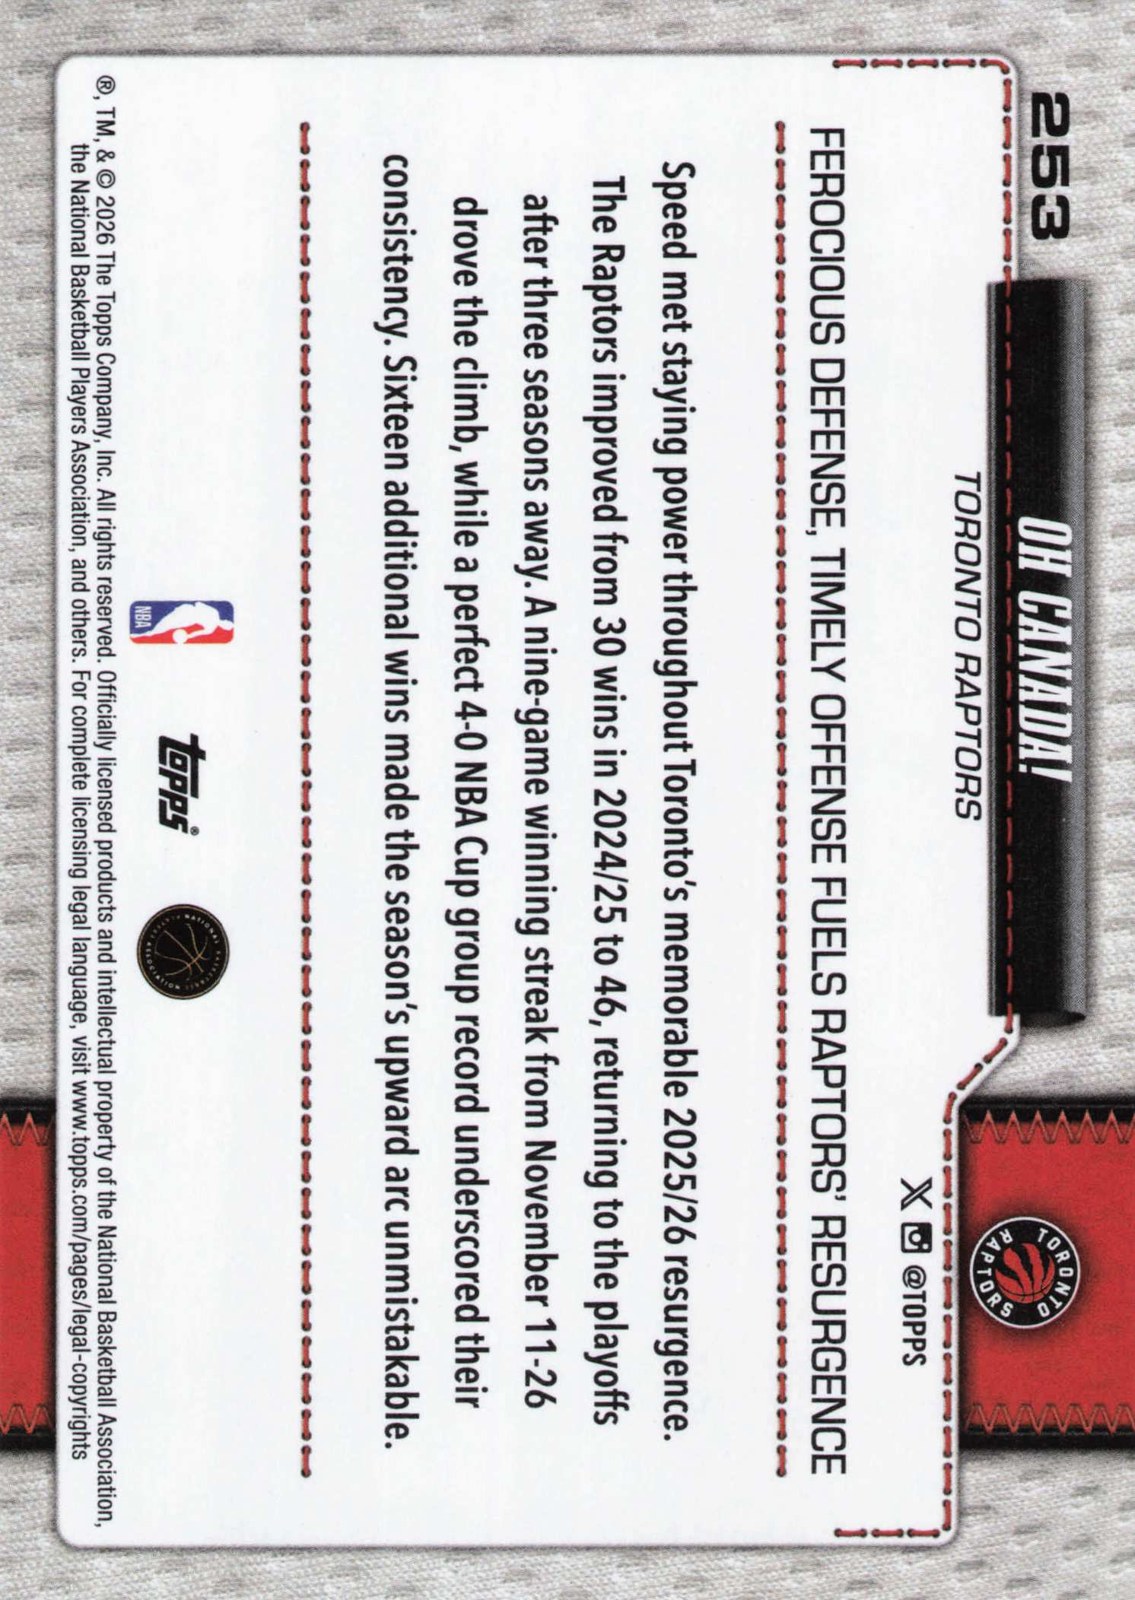 253
OH CANADA!
TORONTO RAPTORS
TORONTO
RAPTORS
@TOPPS
FEROCIOUS DEFENSE, TIMELY OFFENSE FUELS RAPTORS' RESURGENCE
Speed met staying power throughout Toronto's memorable 2025/26 resurgence.
The Raptors improved from 30 wins in 2024/25 to 46, returning to the playoffs
after three seasons away. A nine-game winning streak from November 11-26
drove the climb, while a perfect 4-0 NBA Cup group record underscored their
consistency. Sixteen additional wins made the season's upward arc unmistakable.
NBA
topps®
NATIONAL BASKETBALL
PLAYERS ASSOCIATION
®, TM, & © 2026 The Topps Company, Inc. All rights reserved. Officially licensed products and intellectual property of the National Basketball Association,
the National Basketball Players Association, and others. For complete licensing legal language, visit www.topps.com/pages/legal-copyrights